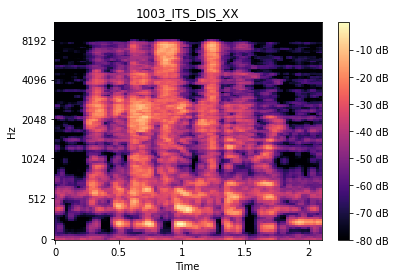 1003_ITS_DIS_XX
8192
4096
2048
1024
512
0
Hz
0
0.5
1
1.5
2
Time
-10 dB
-20 dB
-30 dB
-40 dB
-50 dB
-60 dB
-70 dB
-80 dB